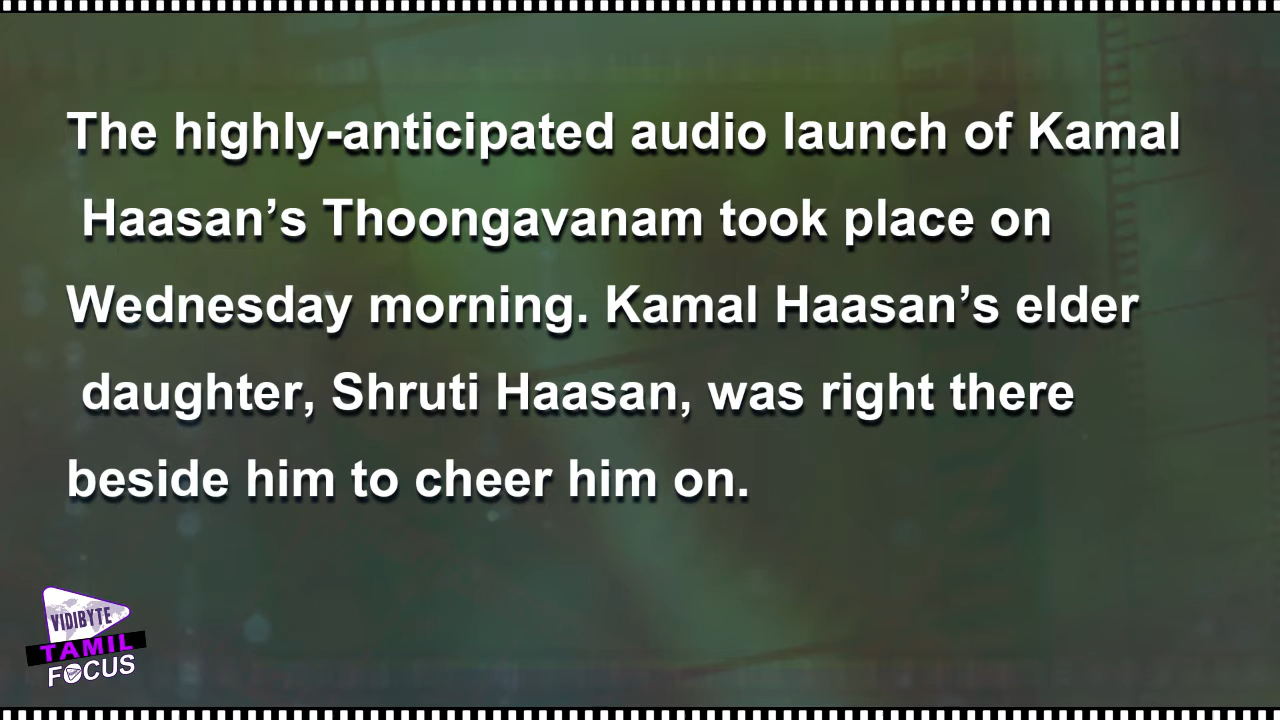 The highly-anticipated audio launch of Kamal
Haasan’s Thoongavanam took place on
Wednesday morning. Kamal Haasan’s elder
daughter, Shruti Haasan, was right there
beside him to cheer him on.
VIDIBYTE
TAMIL
FOCUS